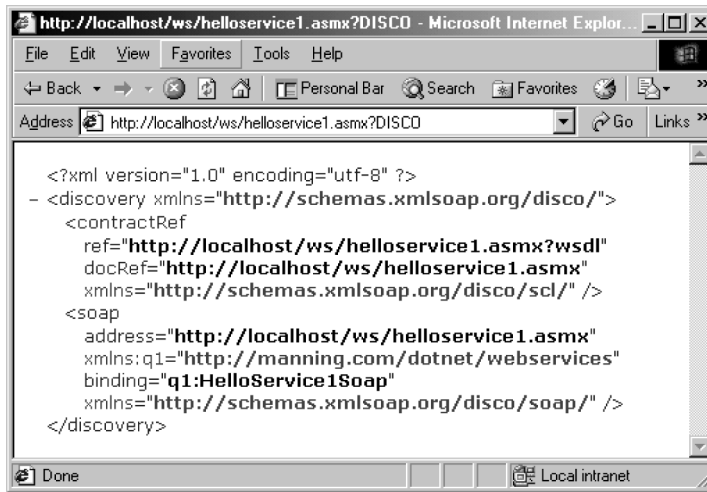 http://localhost/ws/helloservice1.asmx?DISCO - Microsoft Internet Explor...
File Edit View Favorites Tools Help
Back Personal Bar Search Favorites »
Address http://localhost/ws/helloservice1.asmx?DISCO Go Links »
<?xml version="1.0" encoding="utf-8" ?>
– <discovery xmlns="http://schemas.xmlsoap.org/disco/">
<contractRef
ref="http://localhost/ws/helloservice1.asmx?wsdl"
docRef="http://localhost/ws/helloservice1.asmx"
xmlns="http://schemas.xmlsoap.org/disco/scl/" />
<soap
address="http://localhost/ws/helloservice1.asmx"
xmlns:q1="http://manning.com/dotnet/webservices"
binding="q1:HelloService1Soap"
xmlns="http://schemas.xmlsoap.org/disco/soap/" />
</discovery>
Done Local intranet